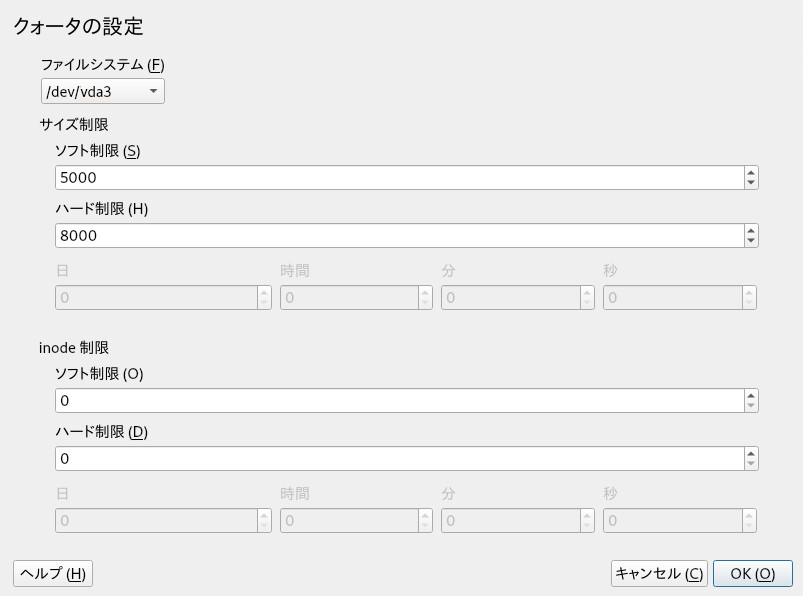 クォータの設定
ファイルシステム (F)
/dev/vda3
サイズ制限
ソフト制限 (S)
5000
ハード制限 (H)
8000
日 時間 分 秒
0 0 0 0
inode 制限
ソフト制限 (O)
0
ハード制限 (D)
0
日 時間 分 秒
0 0 0 0
ヘルプ (H) キャンセル (C) OK (O)